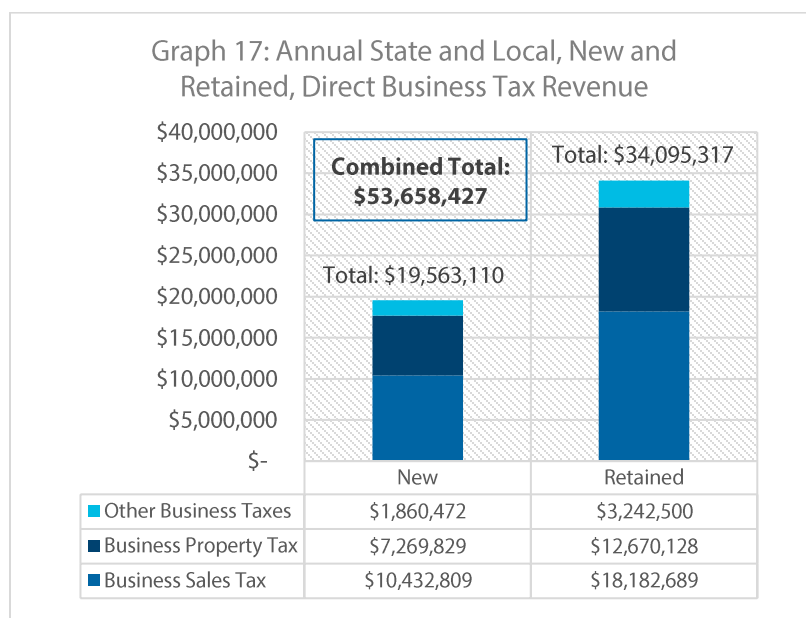 Graph 17: Annual State and Local, New and
Retained, Direct Business Tax Revenue
$40,000,000
$35,000,000
$30,000,000
$25,000,000
$20,000,000
$15,000,000
$10,000,000
$5,000,000
$-
Combined Total:
$53,658,427
Total: $34,095,317
Total: $19,563,110
New Retained
Other Business Taxes $1,860,472 $3,242,500
Business Property Tax $7,269,829 $12,670,128
Business Sales Tax $10,432,809 $18,182,689